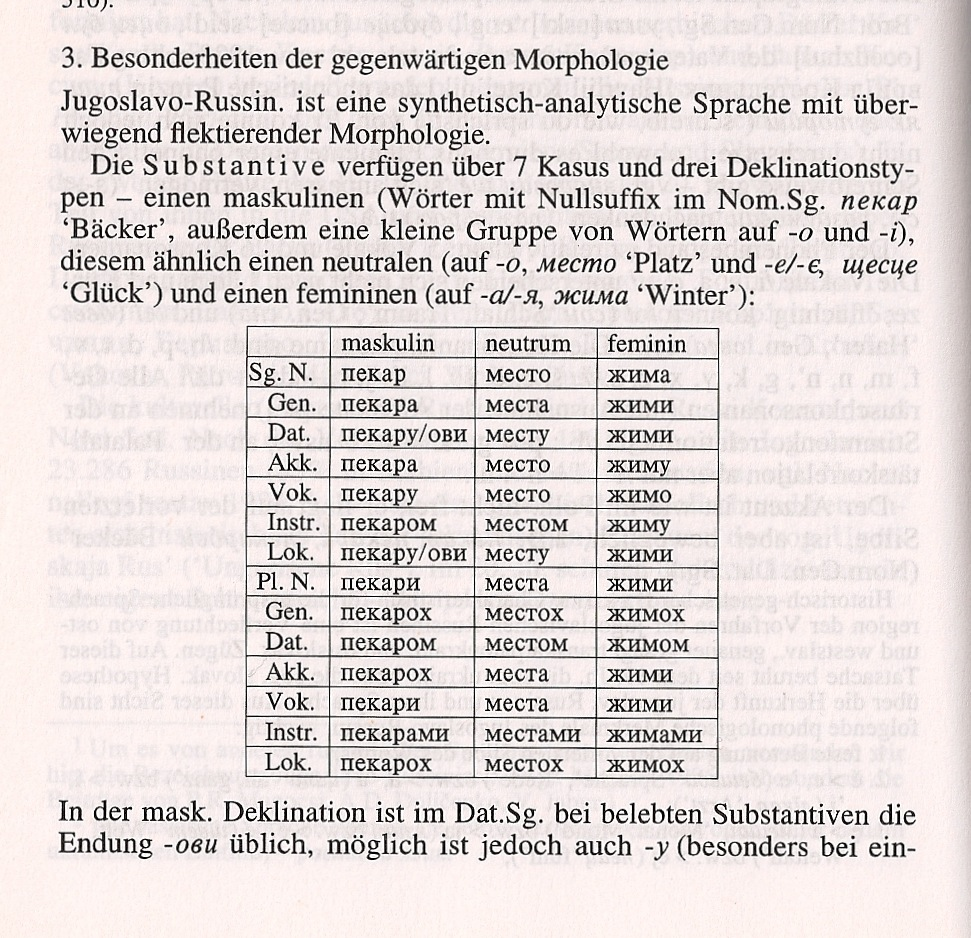 310).
3. Besonderheiten der gegenwärtigen Morphologie
Jugoslavo-Russin. ist eine synthetisch-analytische Sprache mit über-
wiegend flektierender Morphologie.
Die Substantive verfügen über 7 Kasus und drei Deklinationsty-
pen – einen maskulinen (Wörter mit Nullsuffix im Nom.Sg. пекар
‘Bäcker’, außerdem eine kleine Gruppe von Wörtern auf -o und -i),
diesem ähnlich einen neutralen (auf -o, место ‘Platz’ und -e/-є, щесце
‘Glück’) und einen femininen (auf -a/-я, жима ‘Winter’):
maskulin neutrum feminin
Sg. N. пекар место жима
Gen. пекара места жими
Dat. пекару/ови месту жими
Akk. пекара место жиму
Vok. пекару место жимо
Instr. пекаром местом жиму
Lok. пекару/ови месту жими
Pl. N. пекари места жими
Gen. пекарох местох жимох
Dat. пекаром местом жимом
Akk. пекарох места жими
Vok. пекари места жими
Instr. пекарами местами жимами
Lok. пекарох местох жимох
In der mask. Deklination ist im Dat.Sg. bei belebten Substantiven die
Endung -ови üblich, möglich ist jedoch auch -у (besonders bei ein-